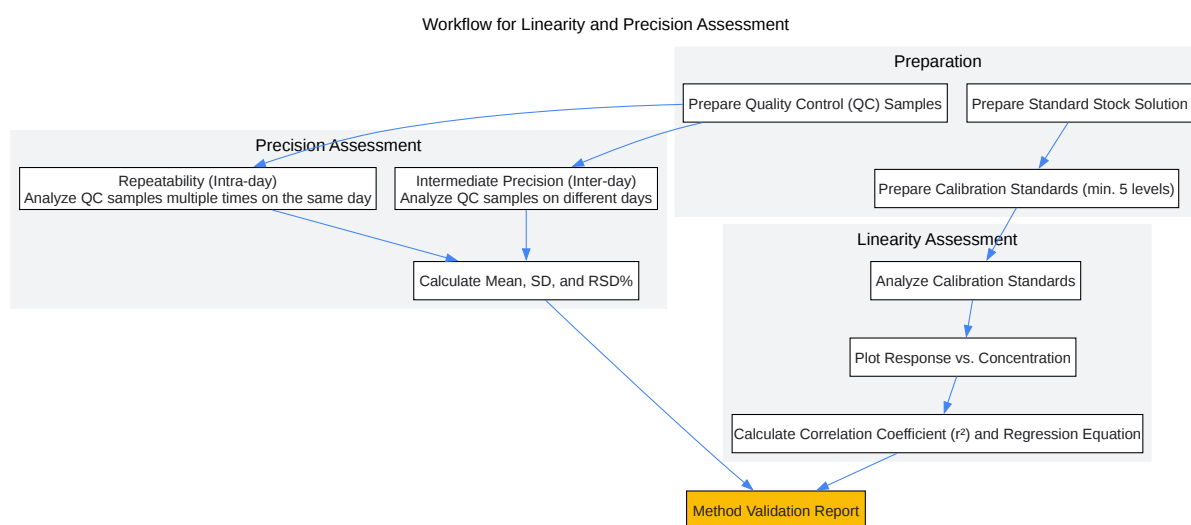 Workflow for Linearity and Precision Assessment
Preparation
Prepare Quality Control (QC) Samples
Prepare Standard Stock Solution
Prepare Calibration Standards (min. 5 levels)
Precision Assessment
Repeatability (Intra-day)
Analyze QC samples multiple times on the same day
Intermediate Precision (Inter-day)
Analyze QC samples on different days
Calculate Mean, SD, and RSD%
Linearity Assessment
Analyze Calibration Standards
Plot Response vs. Concentration
Calculate Correlation Coefficient (r²) and Regression Equation
Method Validation Report